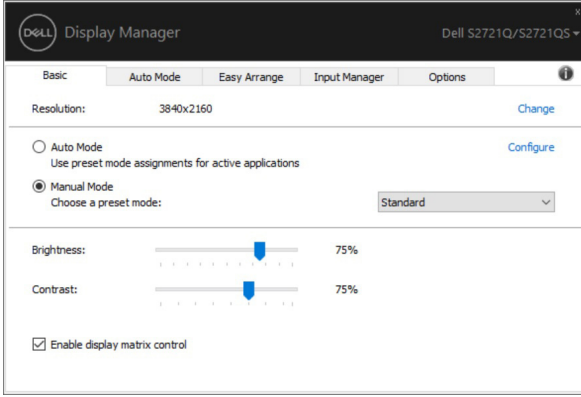 DELL Display Manager
Dell S2721Q/S2721QS
Basic Auto Mode Easy Arrange Input Manager Options
Resolution: 3840x2160 Change
Auto Mode Configure
Use preset mode assignments for active applications
Manual Mode
Choose a preset mode: Standard
Brightness: 75%
Contrast: 75%
Enable display matrix control